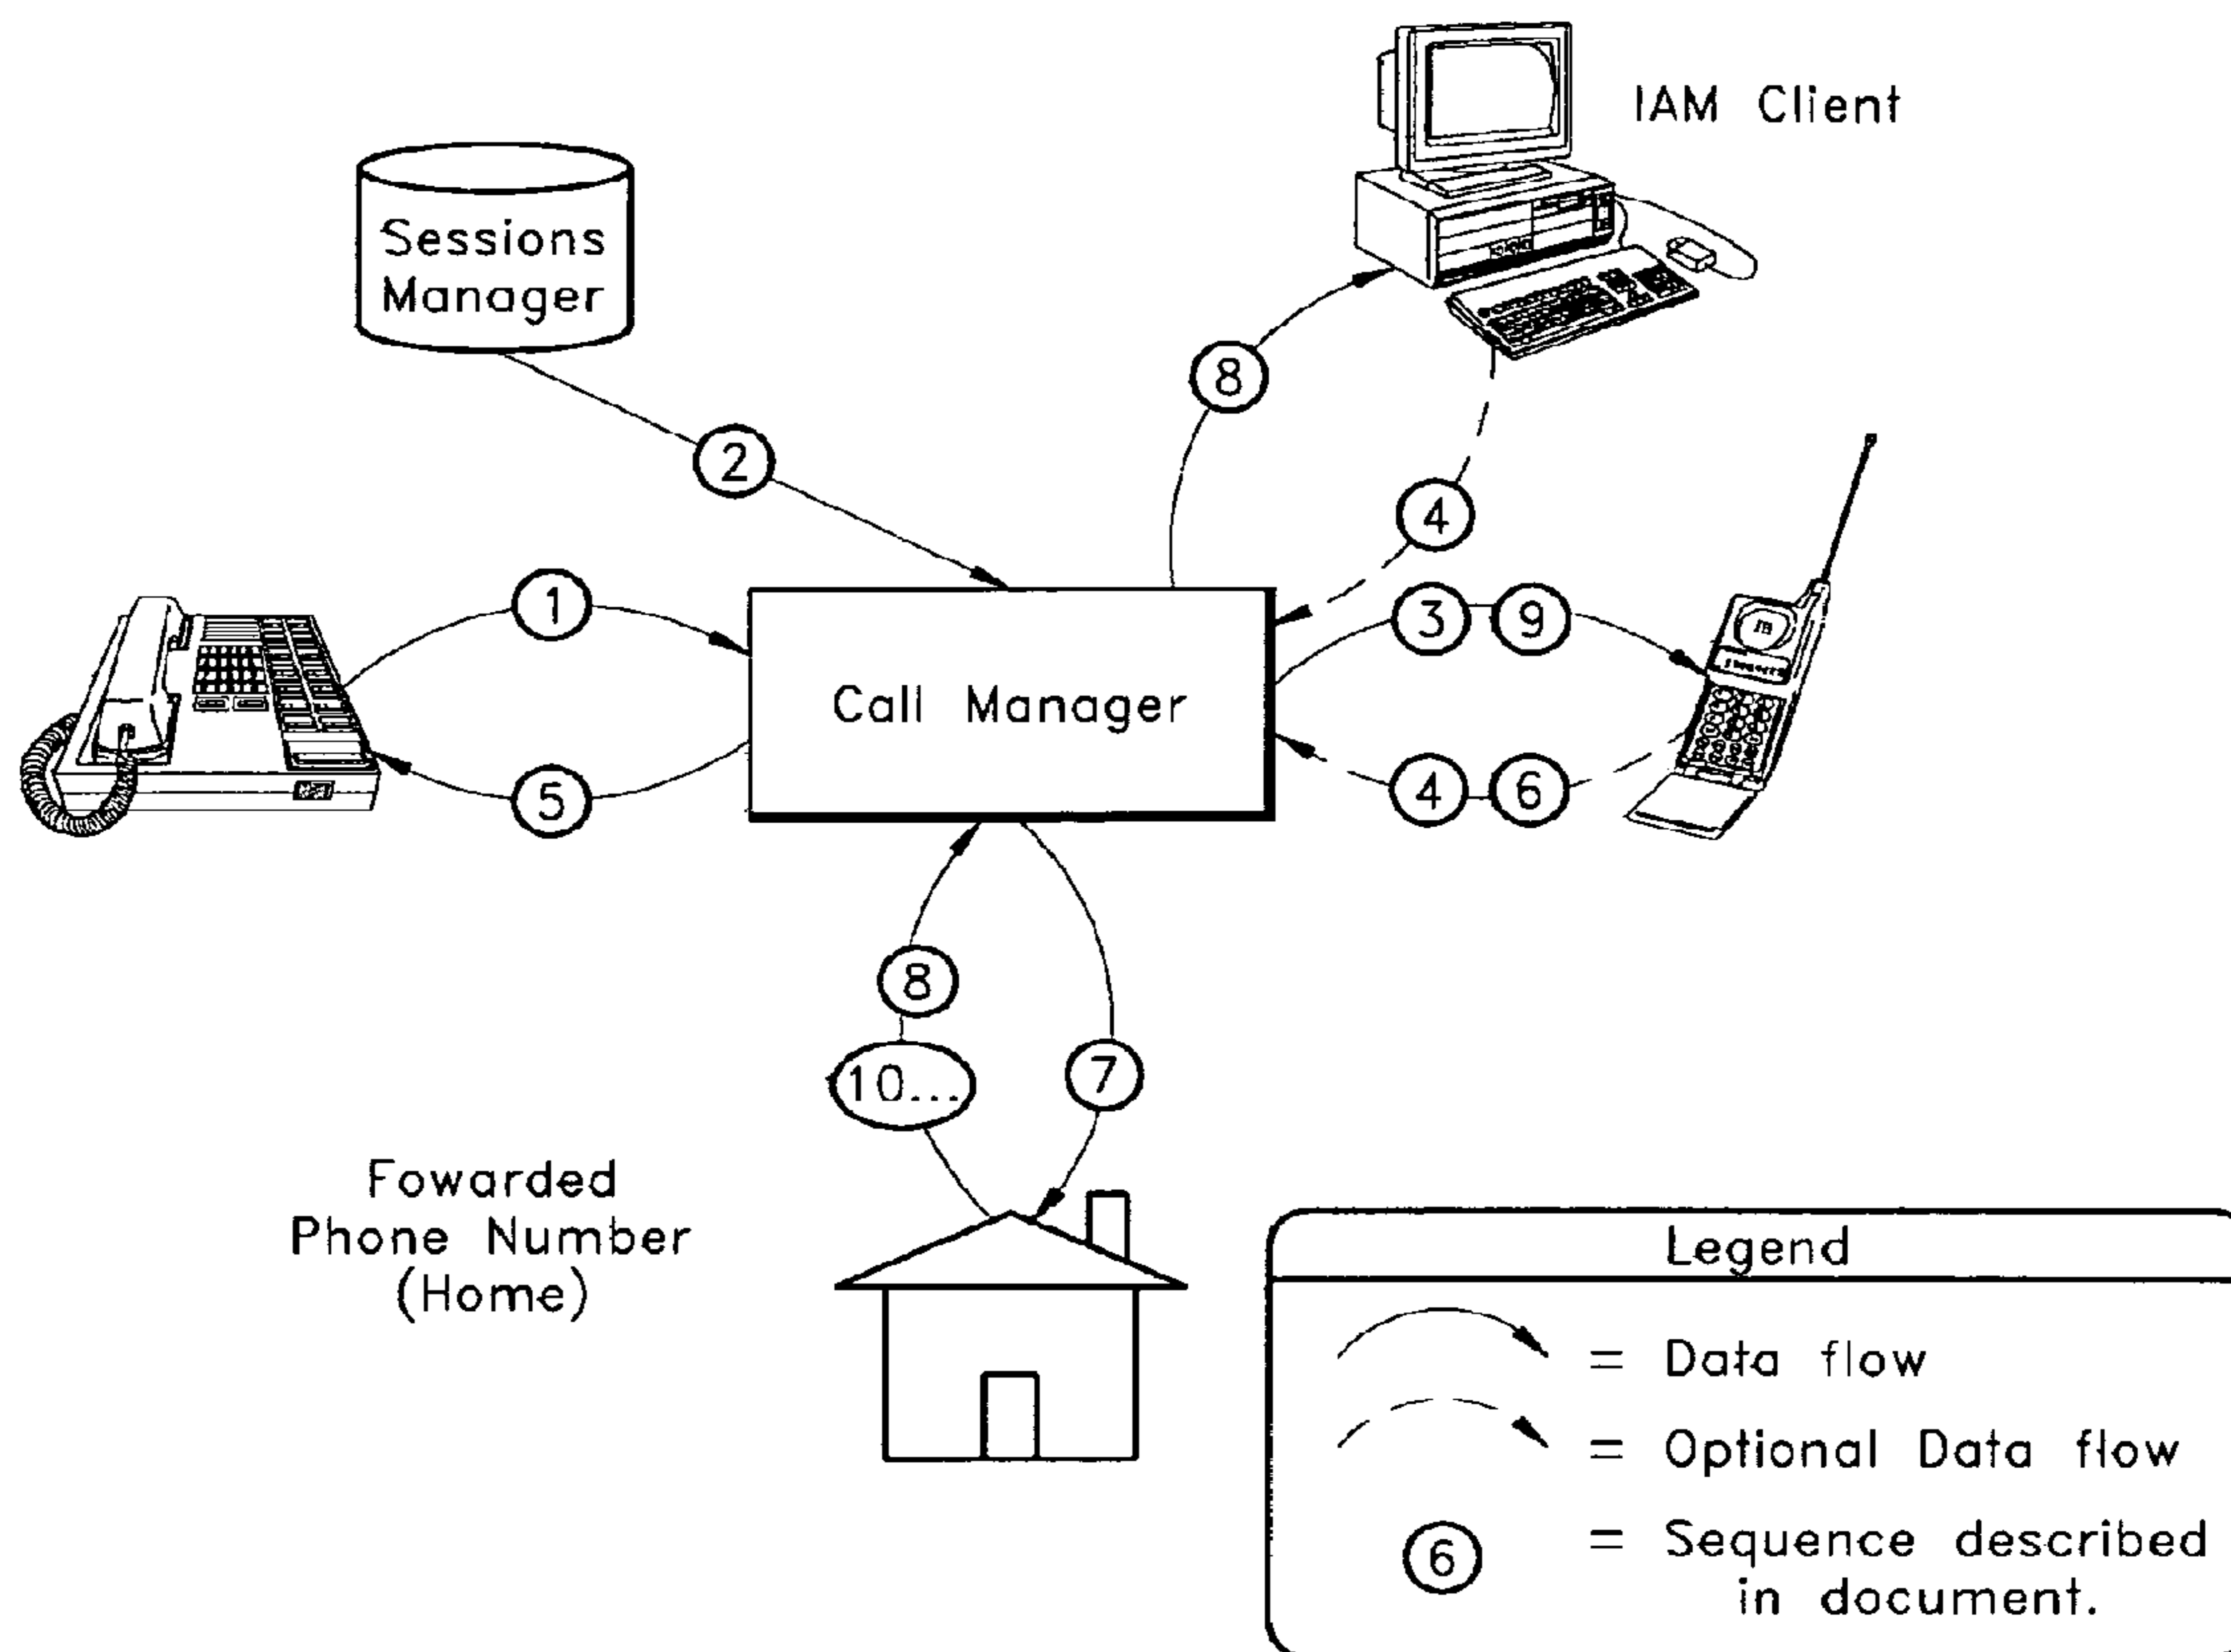 IAM Client
Sessions
Manager
8
2
4
1
3
9
Call Manager
5
4
6
8
10...
7
Fowarded
Phone Number
(Home)
Legend
= Data flow
= Optional Data flow
6 = Sequence described
in document.